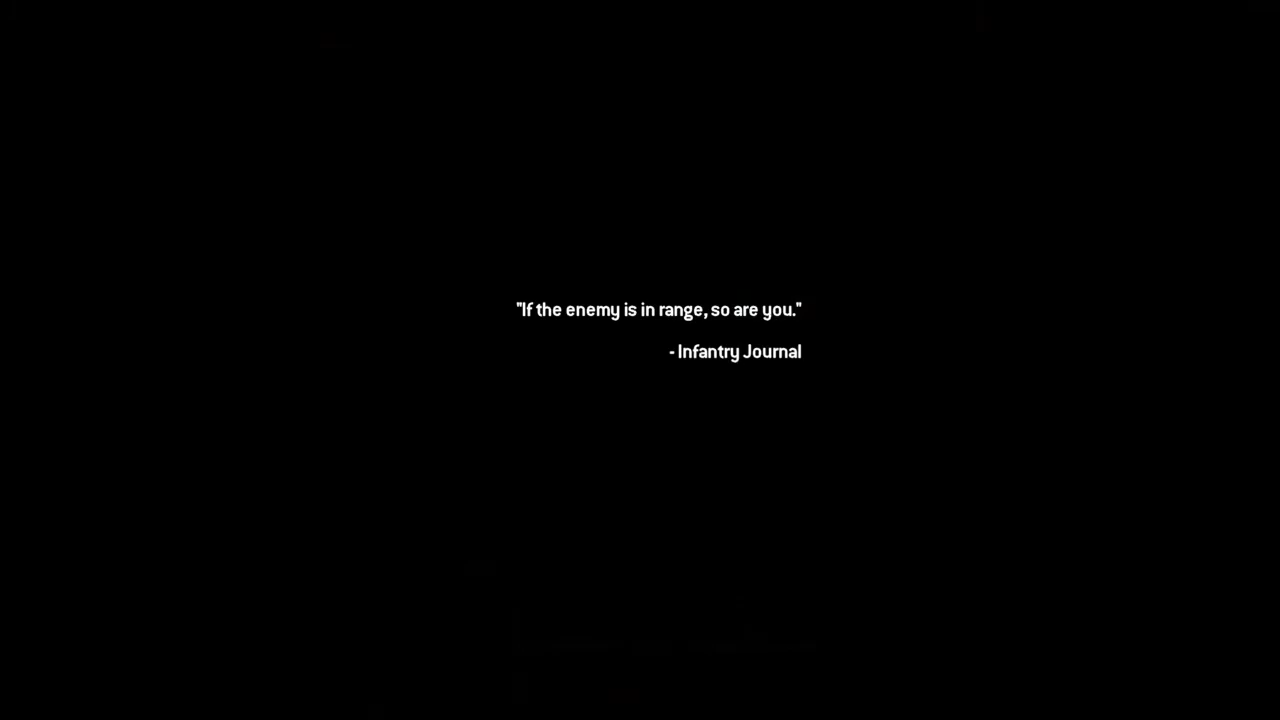 "If the enemy is in range, so are you."
- Infantry Journal